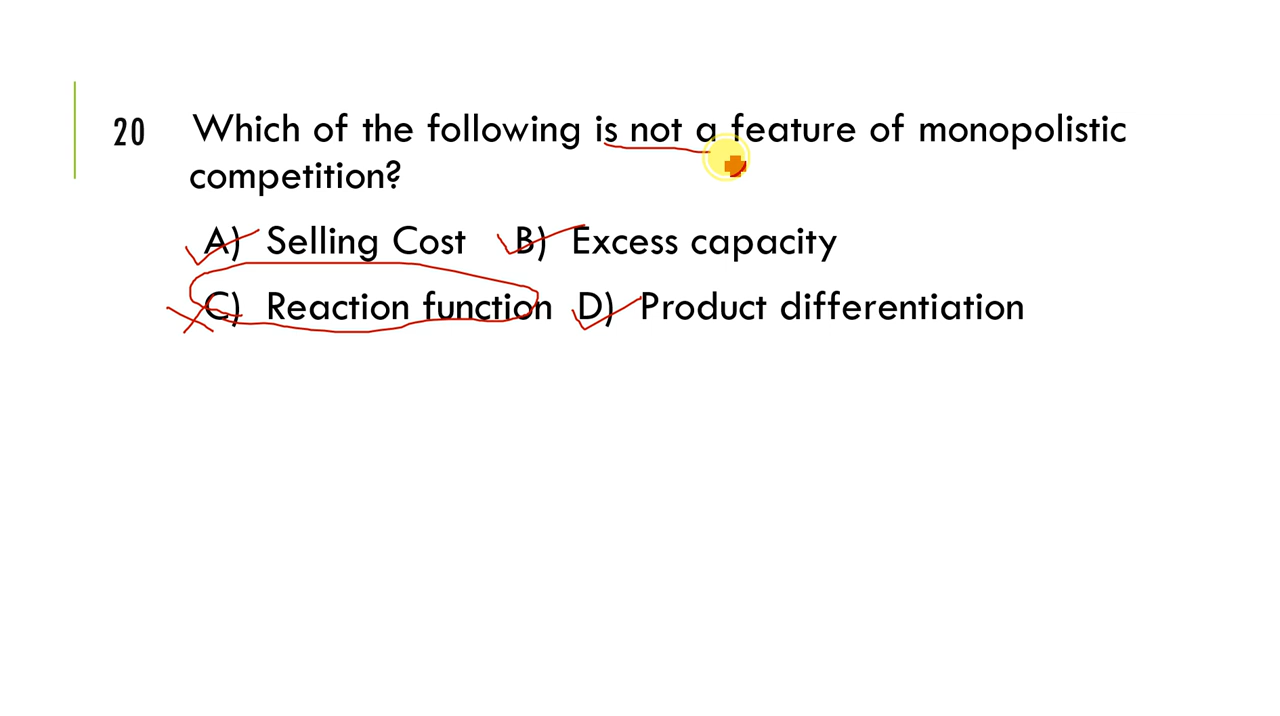 20 Which of the following is not a feature of monopolistic
competition?
A) Selling Cost B) Excess capacity
C) Reaction function D) Product differentiation